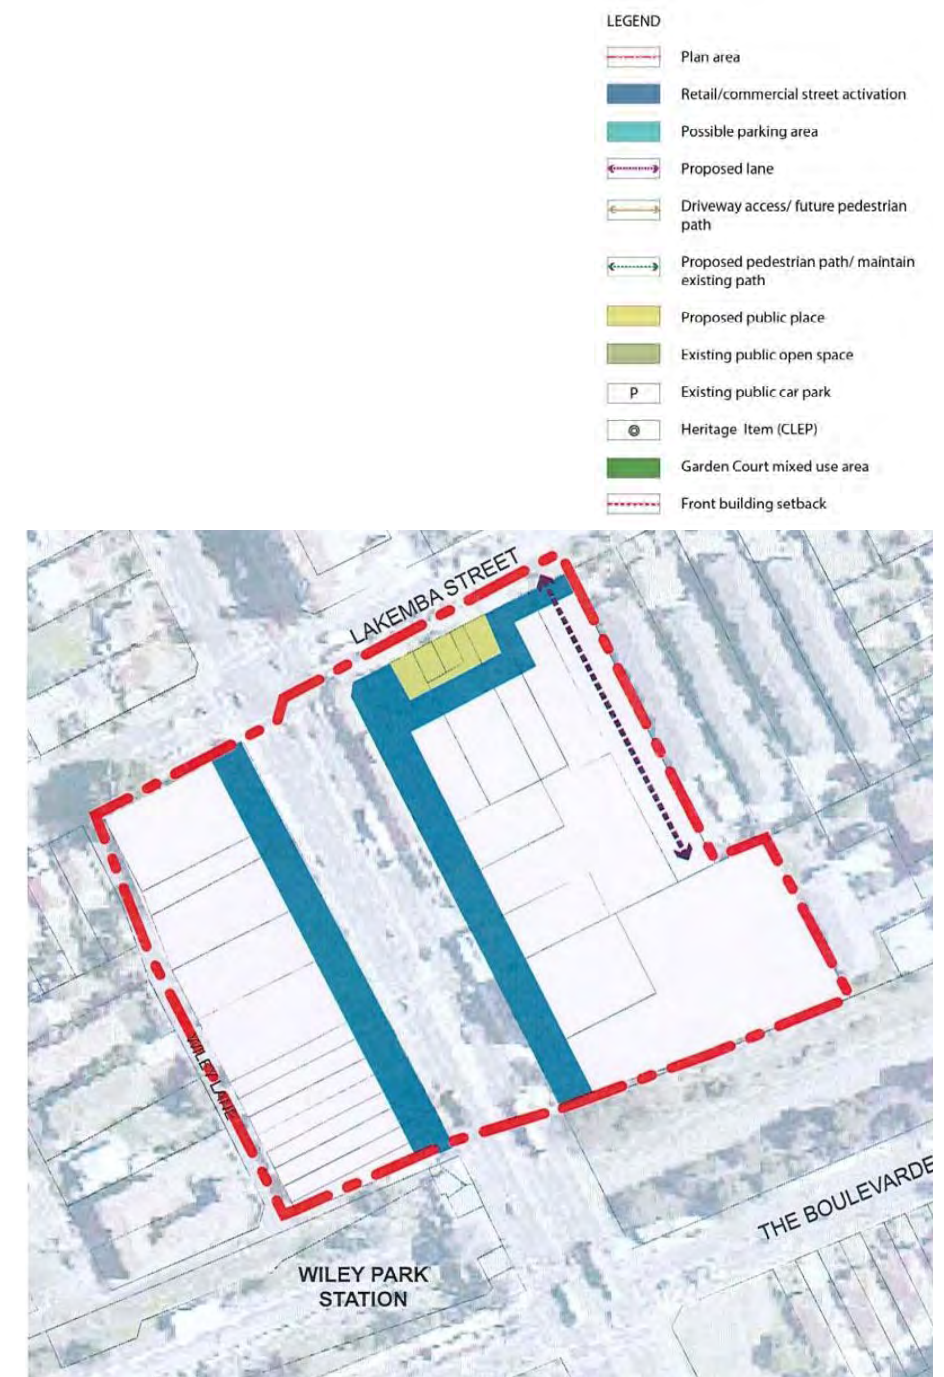 LEGEND
Plan area
Retail/commercial street activation
Possible parking area
Proposed lane
Driveway access/ future pedestrian
path
Proposed pedestrian path/ maintain
existing path
Proposed public place
Existing public open space
P
Existing public car park
Heritage Item (CLEP)
Garden Court mixed use area
Front building setback
LAKEMBA STREET
WILEY LANE
THE BOULEVARDE
WILEY PARK
STATION